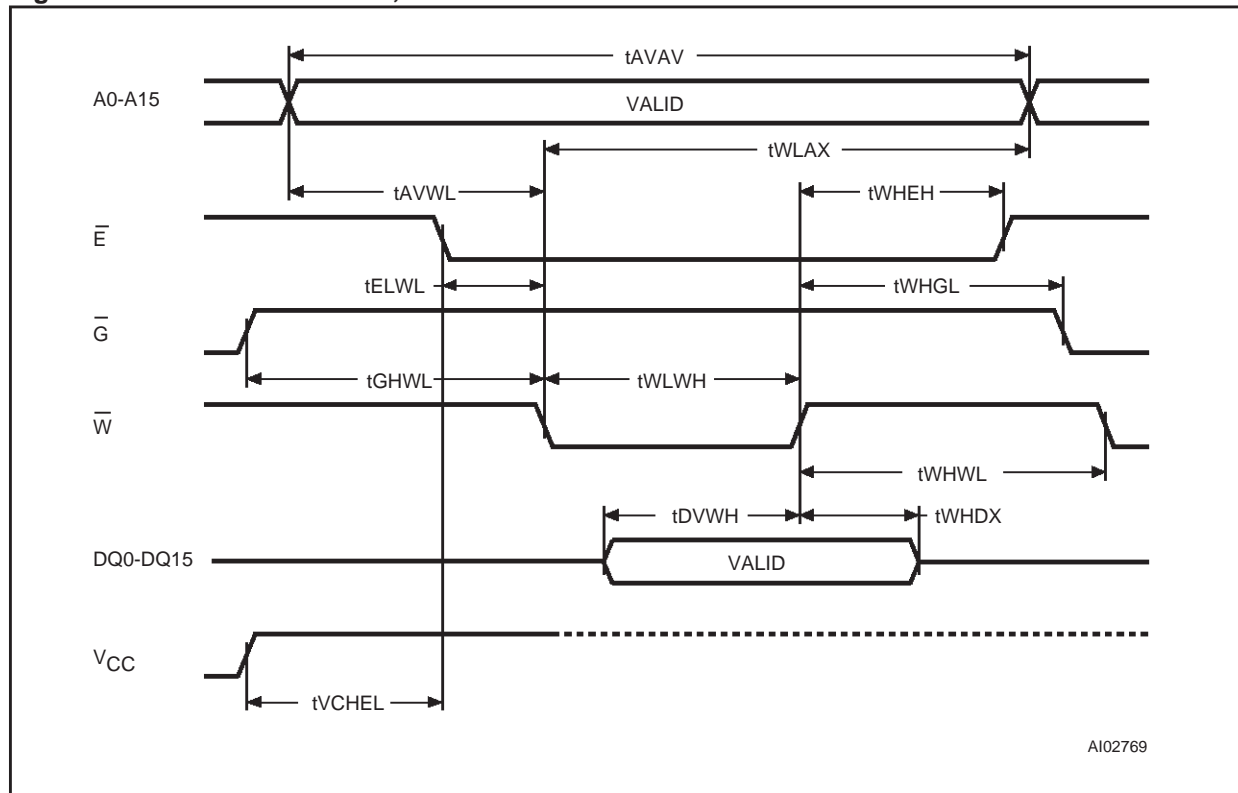 tAVAV
A0-A15
VALID
tWLAX
tAVWL
tWHEH
E
tELWL
tWHGL
G
tGHWL
tWLWH
W
tWHWL
tDVWH
tWHDX
DQ0-DQ15
VALID
VCC
tVCHEL
AI02769